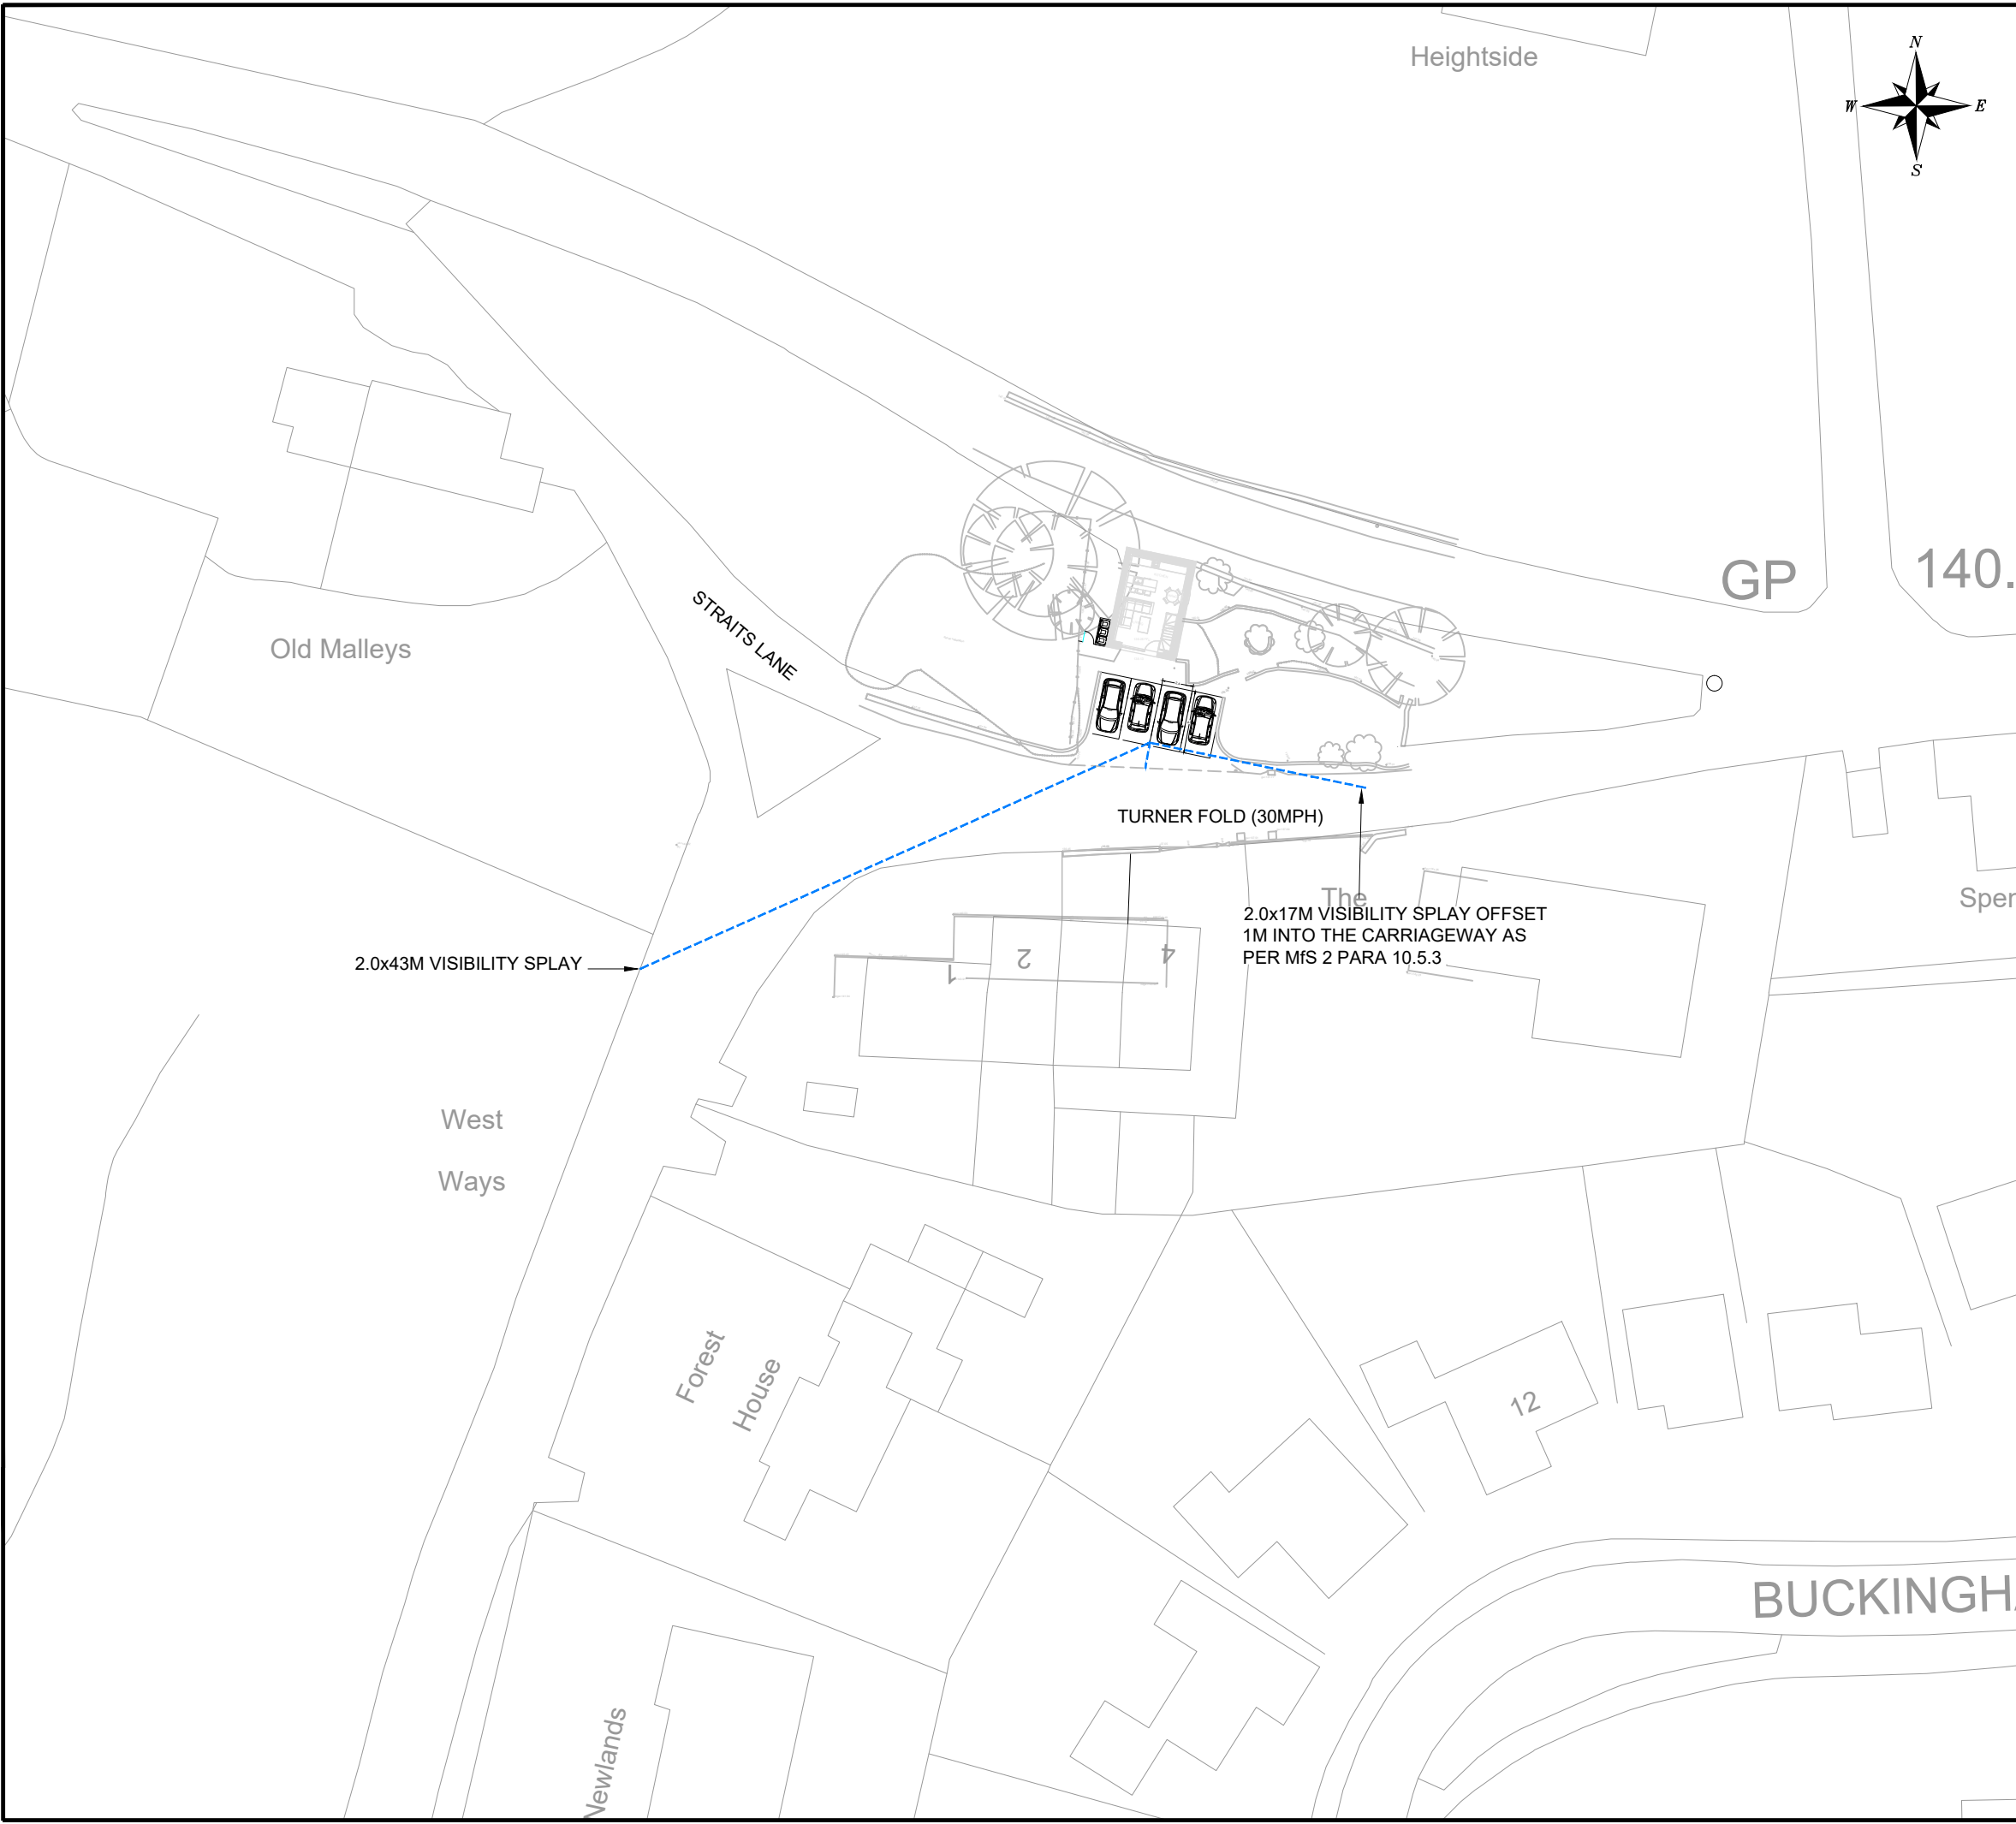 Heightside
N
W E
S
GP
140.
STRAITS LANE
Old Malleys
TURNER FOLD (30MPH)
The
2.0x17M VISIBILITY SPLAY OFFSET
1M INTO THE CARRIAGEWAY AS
PER MfS 2 PARA 10.5.3
Sper
2.0x43M VISIBILITY SPLAY
1
2
4
West
Ways
Forest
House
12
BUCKINGHA
Newlands